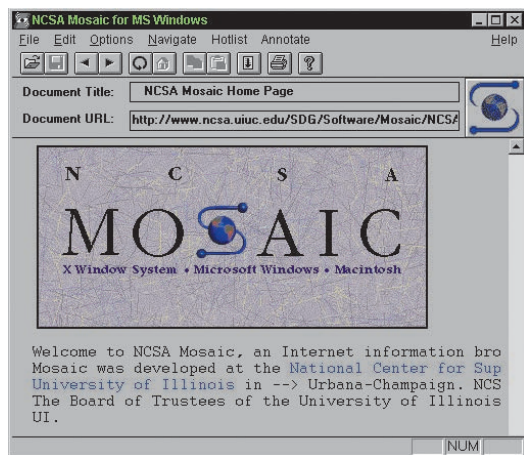 NCSA Mosaic for MS Windows
File Edit Options Navigate Hotlist Annotate Help
Document Title: NCSA Mosaic Home Page
Document URL: http://www.ncsa.uiuc.edu/SDG/Software/Mosaic/NCSA
N C S A
MOSAIC
X Window System • Microsoft Windows • Macintosh
Welcome to NCSA Mosaic, an Internet information bro
Mosaic was developed at the National Center for Sup
University of Illinois in --> Urbana-Champaign. NCS
The Board of Trustees of the University of Illinois
UI.
NUM